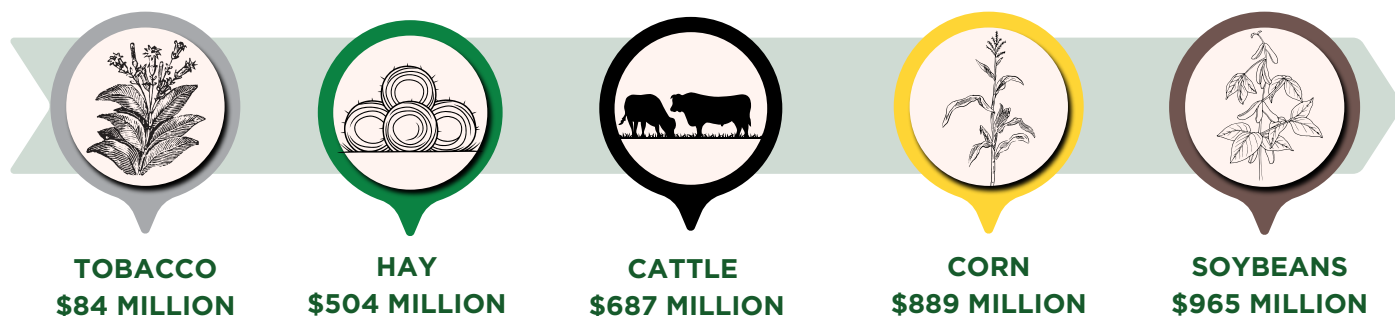 TOBACCO
$84 MILLION
HAY
$504 MILLION
CATTLE
$687 MILLION
CORN
$889 MILLION
SOYBEANS
$965 MILLION